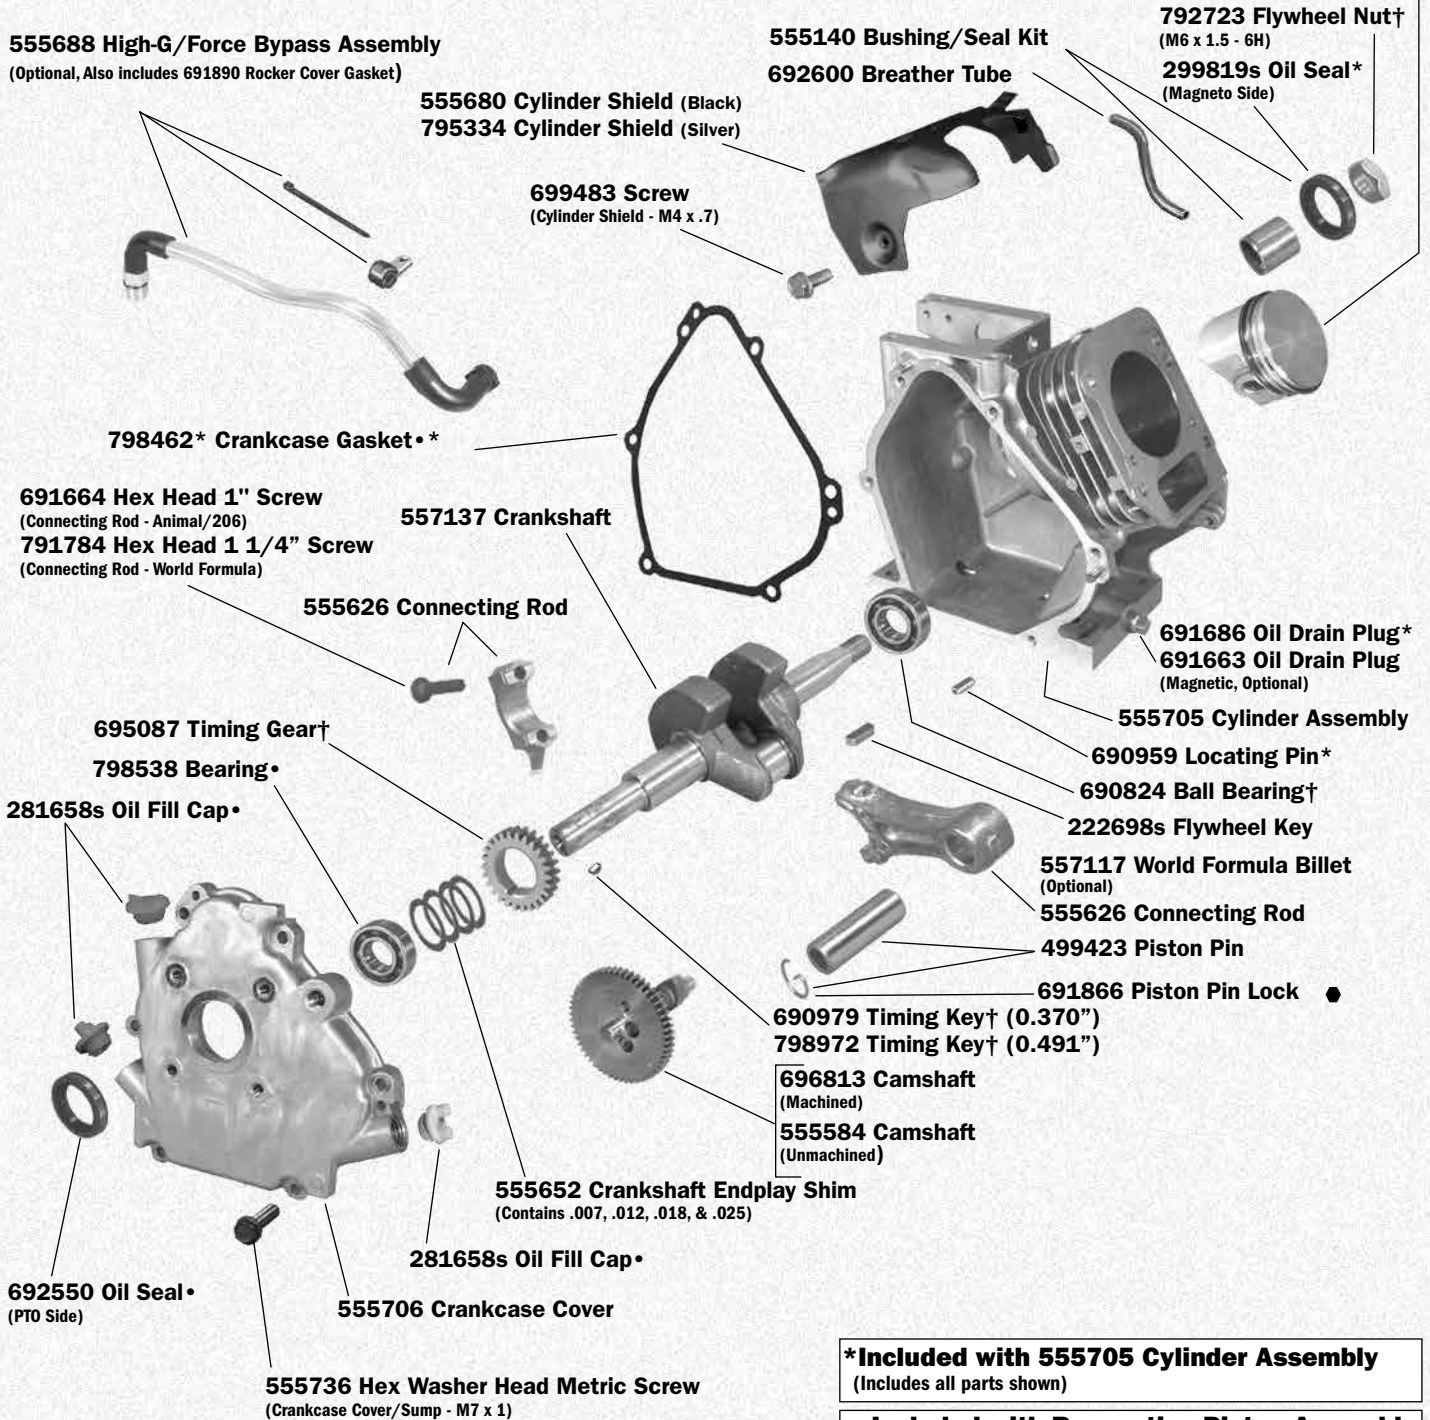 555688 High-G/Force Bypass Assembly
(Optional, Also includes 691890 Rocker Cover Gasket)
555140 Bushing/Seal Kit
692600 Breather Tube
792723 Flywheel Nut†
(M6 x 1.5 - 6H)
299819s Oil Seal*
(Magneto Side)
555680 Cylinder Shield (Black)
795334 Cylinder Shield (Silver)
699483 Screw
(Cylinder Shield - M4 x .7)
798462* Crankcase Gasket•*
691664 Hex Head 1" Screw
(Connecting Rod - Animal/206)
791784 Hex Head 1 1/4” Screw
(Connecting Rod - World Formula)
557137 Crankshaft
555626 Connecting Rod
691686 Oil Drain Plug*
691663 Oil Drain Plug
(Magnetic, Optional)
555705 Cylinder Assembly
690959 Locating Pin*
690824 Ball Bearing†
222698s Flywheel Key
695087 Timing Gear†
798538 Bearing•
281658s Oil Fill Cap•
557117 World Formula Billet
(Optional)
555626 Connecting Rod
499423 Piston Pin
691866 Piston Pin Lock
690979 Timing Key† (0.370”)
798972 Timing Key† (0.491”)
696813 Camshaft
(Machined)
555584 Camshaft
(Unmachined)
555652 Crankshaft Endplay Shim
(Contains .007, .012, .018, & .025)
281658s Oil Fill Cap•
692550 Oil Seal•
(PTO Side)
555706 Crankcase Cover
555736 Hex Washer Head Metric Screw
(Crankcase Cover/Sump - M7 x 1)
*Included with 555705 Cylinder Assembly
(Includes all parts shown)